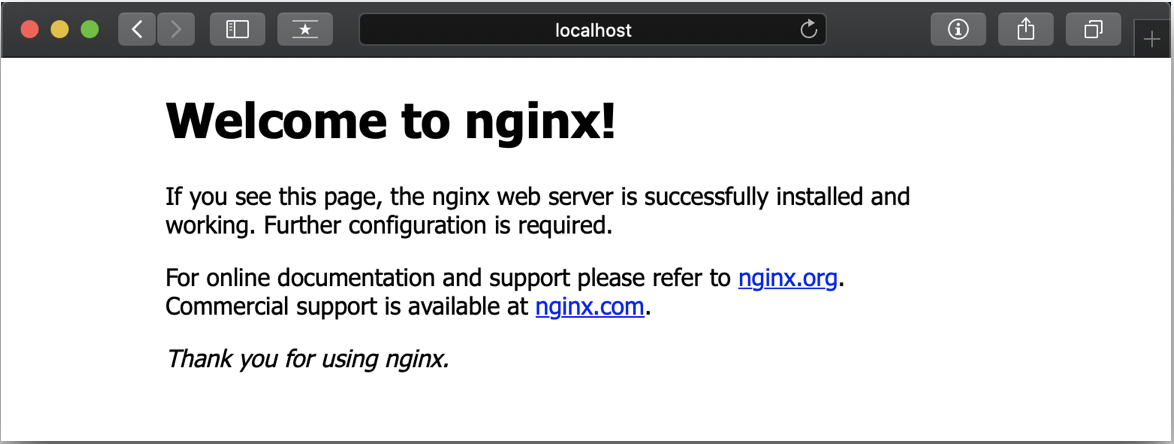 localhost
Welcome to nginx!
If you see this page, the nginx web server is successfully installed and
working. Further configuration is required.
For online documentation and support please refer to nginx.org.
Commercial support is available at nginx.com.
Thank you for using nginx.